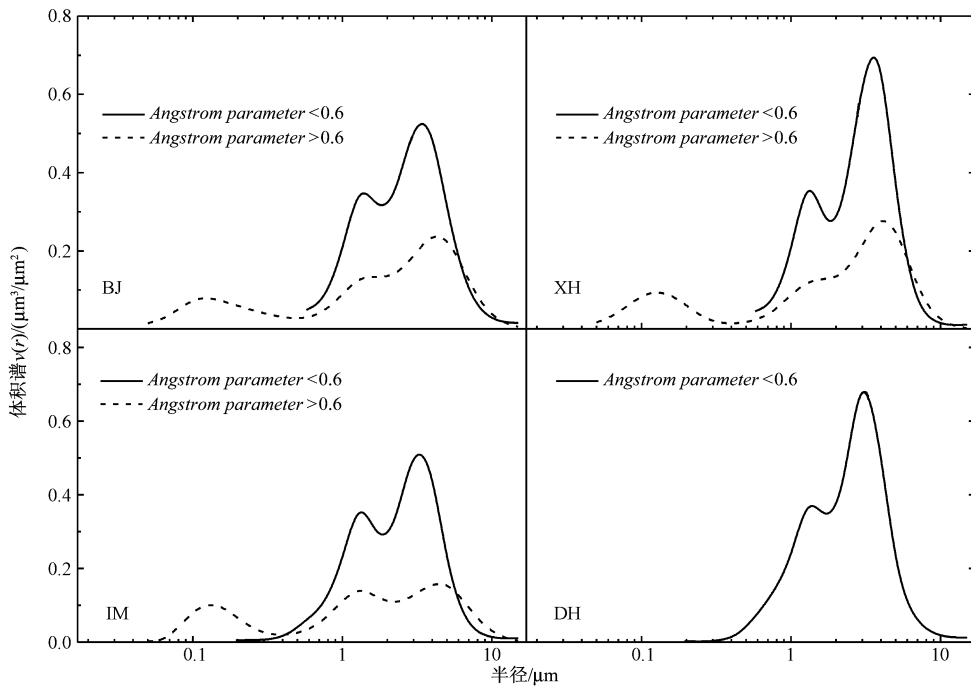 0.8
0.6
0.4
0.2
Angstrom parameter <0.6
Angstrom parameter >0.6
BJ
Angstrom parameter <0.6
Angstrom parameter >0.6
XH
体积谱v(r)/(μm³/μm²)
0.8
0.6
0.4
0.2
0.0
Angstrom parameter <0.6
Angstrom parameter >0.6
IM
Angstrom parameter <0.6
DH
0.1
1
10
0.1
1
10
半径/μm